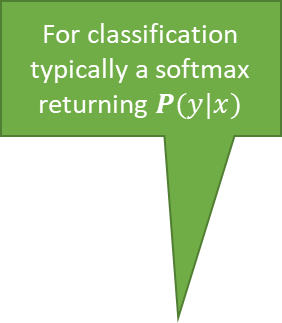 For classification
typically a softmax
returning P(y|x)